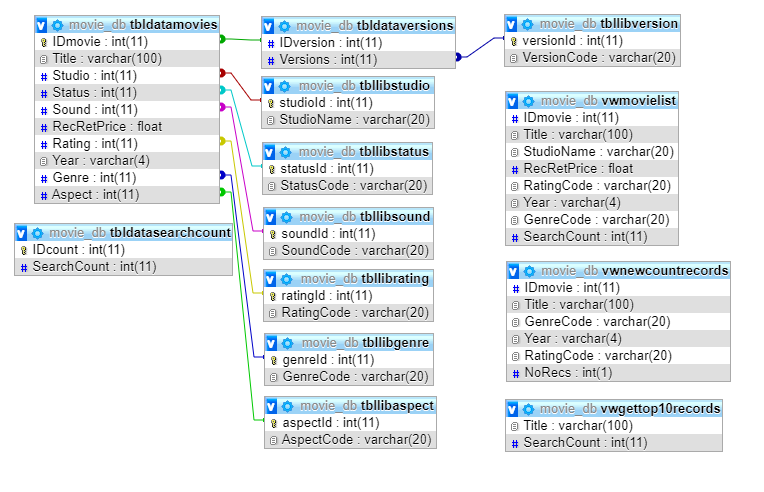 movie_db tbldatamovies
IDmovie : int(11)
Title : varchar(100)
Studio : int(11)
Status : int(11)
Sound : int(11)
RecRetPrice : float
Rating : int(11)
Year : varchar(4)
Genre : int(11)
Aspect : int(11)
movie_db tbldatasearchcount
IDcount : int(11)
SearchCount : int(11)
movie_db tbldataversions
IDversion : int(11)
Versions : int(11)
movie_db tbllibstudio
studioId : int(11)
StudioName : varchar(20)
movie_db tbllibstatus
statusId : int(11)
StatusCode : varchar(20)
movie_db tbllibsound
soundId : int(11)
SoundCode : varchar(20)
movie_db tbllibrating
ratingId : int(11)
RatingCode : varchar(20)
movie_db tbllibgenre
genreId : int(11)
GenreCode : varchar(20)
movie_db tbllibaspect
aspectId : int(11)
AspectCode : varchar(20)
movie_db tbllibversion
versionId : int(11)
VersionCode : varchar(20)
movie_db vwmovielist
IDmovie : int(11)
Title : varchar(100)
StudioName : varchar(20)
RecRetPrice : float
RatingCode : varchar(20)
Year : varchar(4)
GenreCode : varchar(20)
SearchCount : int(11)
movie_db vwnewcountrecords
IDmovie : int(11)
Title : varchar(100)
GenreCode : varchar(20)
Year : varchar(4)
RatingCode : varchar(20)
NoRecs : int(1)
movie_db vwgettop10records
Title : varchar(100)
SearchCount : int(11)